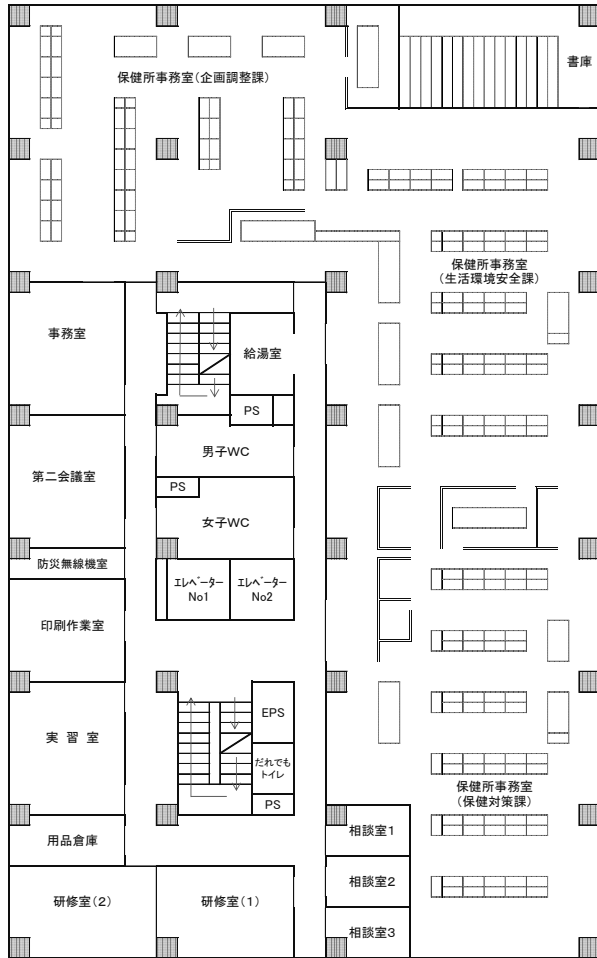 書庫
保健所事務室(企画調整課)
保健所事務室
(生活環境安全課)
事務室
給湯室
PS
男子WC
第二会議室
PS
女子WC
防災無線機室
エレベーター
No1
エレベーター
No2
印刷作業室
EPS
実 習 室
だれでも
トイレ
PS
保健所事務室
(保健対策課)
相談室1
用品倉庫
相談室2
研修室(2)
研修室(1)
相談室3